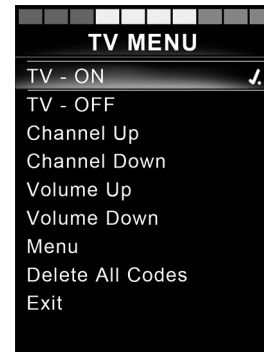 TV MENU
TV - ON
TV - OFF
Channel Up
Channel Down
Volume Up
Volume Down
Menu
Delete All Codes
Exit